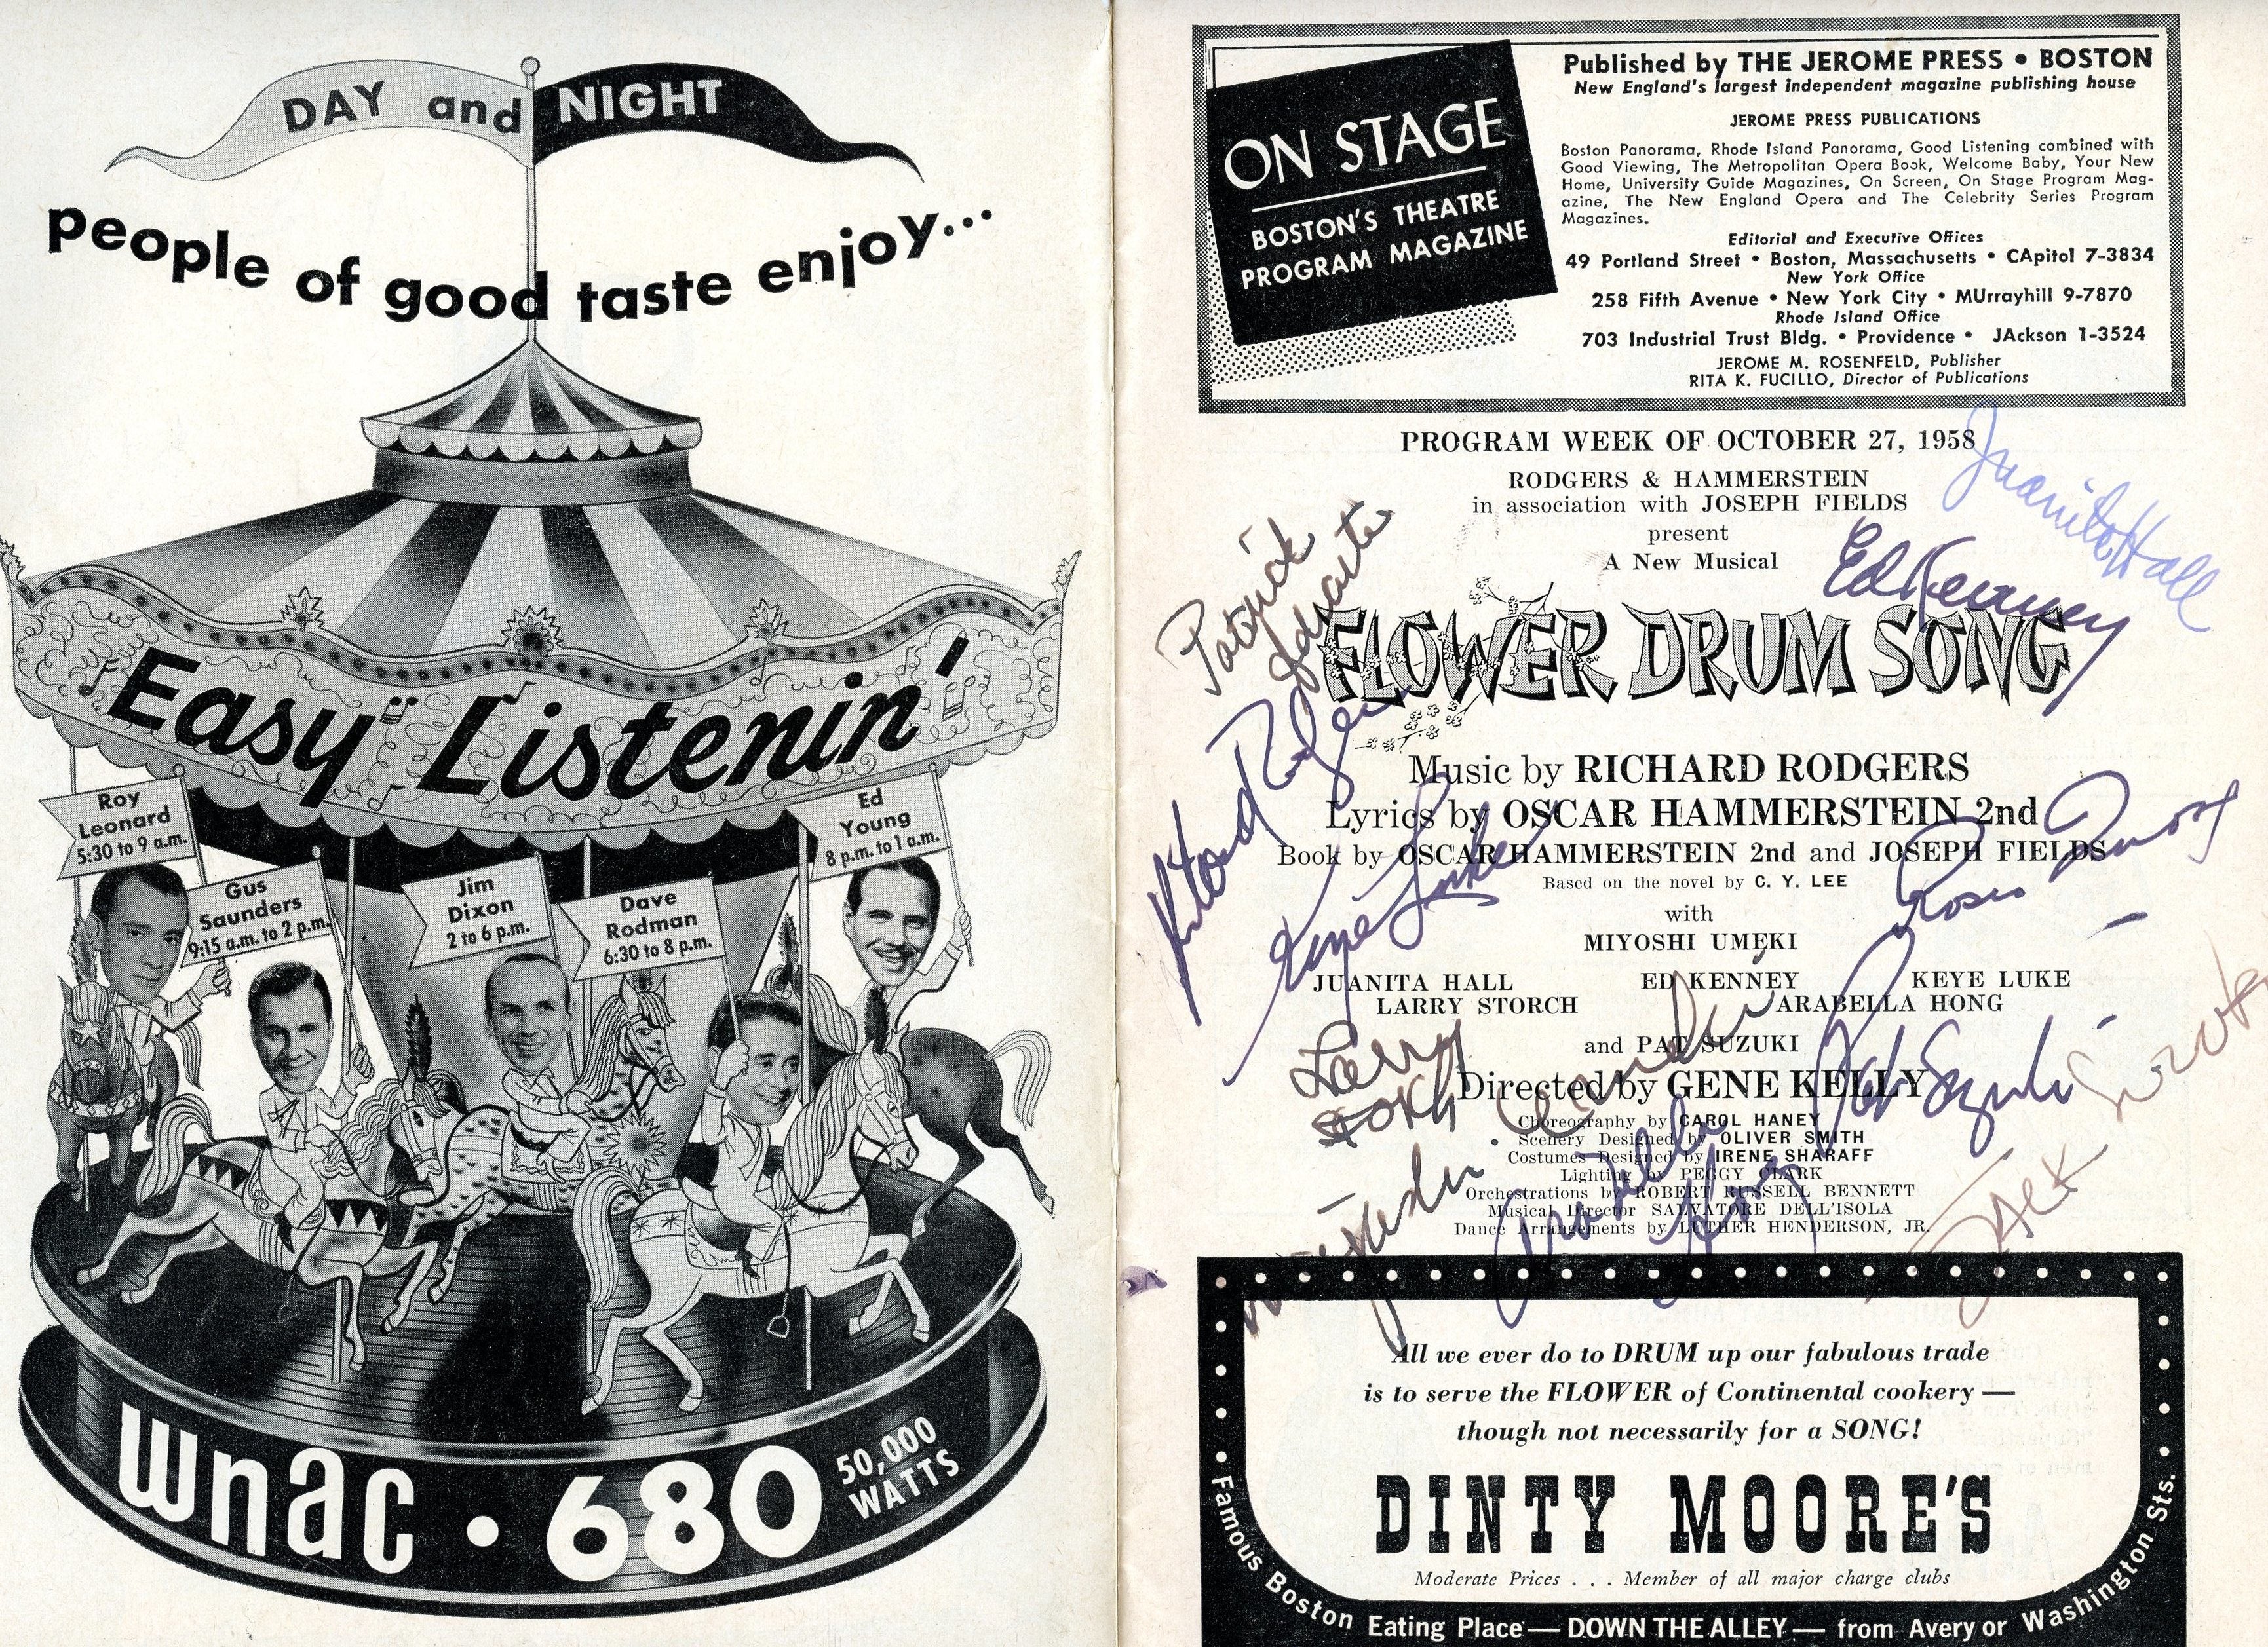 DAY and NIGHT
people of good taste enjoy...
Easy Listenin'
Roy
Leonard
5:30 to 9 a.m.
Gus
Saunders
9:15 a.m. to 2 p.m.
Jim
Dixon
2 to 6 p.m.
Dave
Rodman
6:30 to 8 p.m.
Ed
Young
8 p.m. to 1 a.m.
wnac • 680
50,000
WATTS
ON STAGE
BOSTON'S THEATRE
PROGRAM MAGAZINE
Published by THE JEROME PRESS • BOSTON
New England's largest independent magazine publishing house
JEROME PRESS PUBLICATIONS
Boston Panorama, Rhode Island Panorama, Good Listening combined with
Good Viewing, The Metropolitan Opera Book, Welcome Baby, Your New
Home, University Guide Magazines, On Screen, On Stage Program Mag-
azine, The New England Opera and The Celebrity Series Program
Magazines.
Editorial and Executive Offices
49 Portland Street • Boston, Massachusetts • CApitol 7-3834
New York Office
258 Fifth Avenue • New York City • MUrrayhill 9-7870
Rhode Island Office
703 Industrial Trust Bldg. • Providence • JAckson 1-3524
JEROME M. ROSENFELD, Publisher
RITA K. FUCILLO, Director of Publications
PROGRAM WEEK OF OCTOBER 27, 1958
Juanita Hall
RODGERS & HAMMERSTEIN
in association with JOSEPH FIELDS
present
A New Musical
Ed Kenney
Patrick
Adiarte
FLOWER DRUM SONG
Richard Rodgers
Music by RICHARD RODGERS
Lyrics by OSCAR HAMMERSTEIN 2nd
Book by OSCAR HAMMERSTEIN 2nd and JOSEPH FIELDS
Based on the novel by C. Y. LEE
Keye Luke
with
MIYOSHI UMEKI
JUANITA HALL ED KENNEY KEYE LUKE
LARRY STORCH ARABELLA HONG
and PAT SUZUKI
Larry
STORCH
Pat Suzuki
Directed by GENE KELLY
Choreography by CAROL HANEY
Scenery Designed by OLIVER SMITH
Costumes Designed by IRENE SHARAFF
Lighting by PEGGY CLARK
Orchestrations by ROBERT RUSSELL BENNETT
Musical Director SALVATORE DELL'ISOLA
Dance Arrangements by LUTHER HENDERSON, JR.
Arabella
Hong
JACK
All we ever do to DRUM up our fabulous trade
is to serve the FLOWER of Continental cookery —
though not necessarily for a SONG!
DINTY MOORE'S
Moderate Prices . . . Member of all major charge clubs
Famous Boston Eating Place — DOWN THE ALLEY — from Avery or Washington Sts.